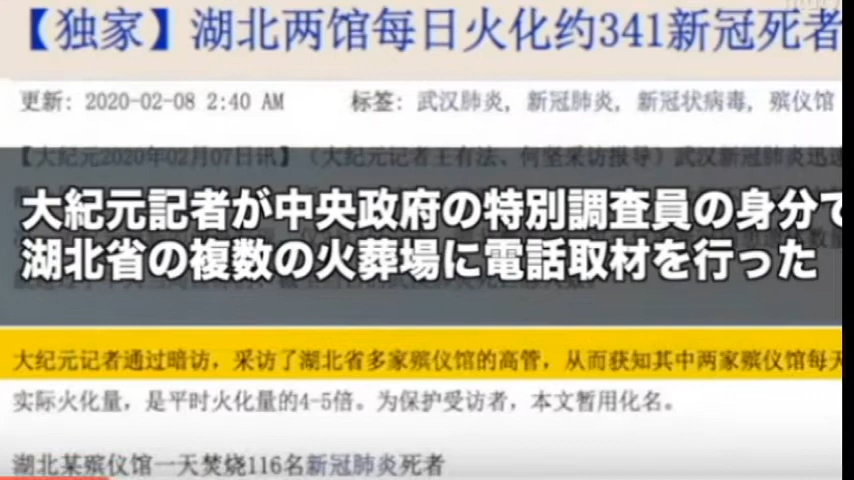 【独家】湖北两馆每日火化约341新冠死者
更新: 2020-02-08 2:40 AM 标签: 武汉肺炎, 新冠肺炎, 新冠状病毒, 殡仪馆
【大纪元2020年02月07日讯】(大纪元记者王有法、何坚采访报导)武汉新冠肺炎迅速
大紀元記者が中央政府の特別調査員の身分で
湖北省の複数の火葬場に電話取材を行った
大纪元记者通过暗访，采访了湖北省多家殡仪馆的高管，从而获知其中两家殡仪馆每天
实际火化量，是平时火化量的4-5倍。为保护受访者，本文暂用化名。
湖北某殡仪馆一天焚烧116名新冠肺炎死者